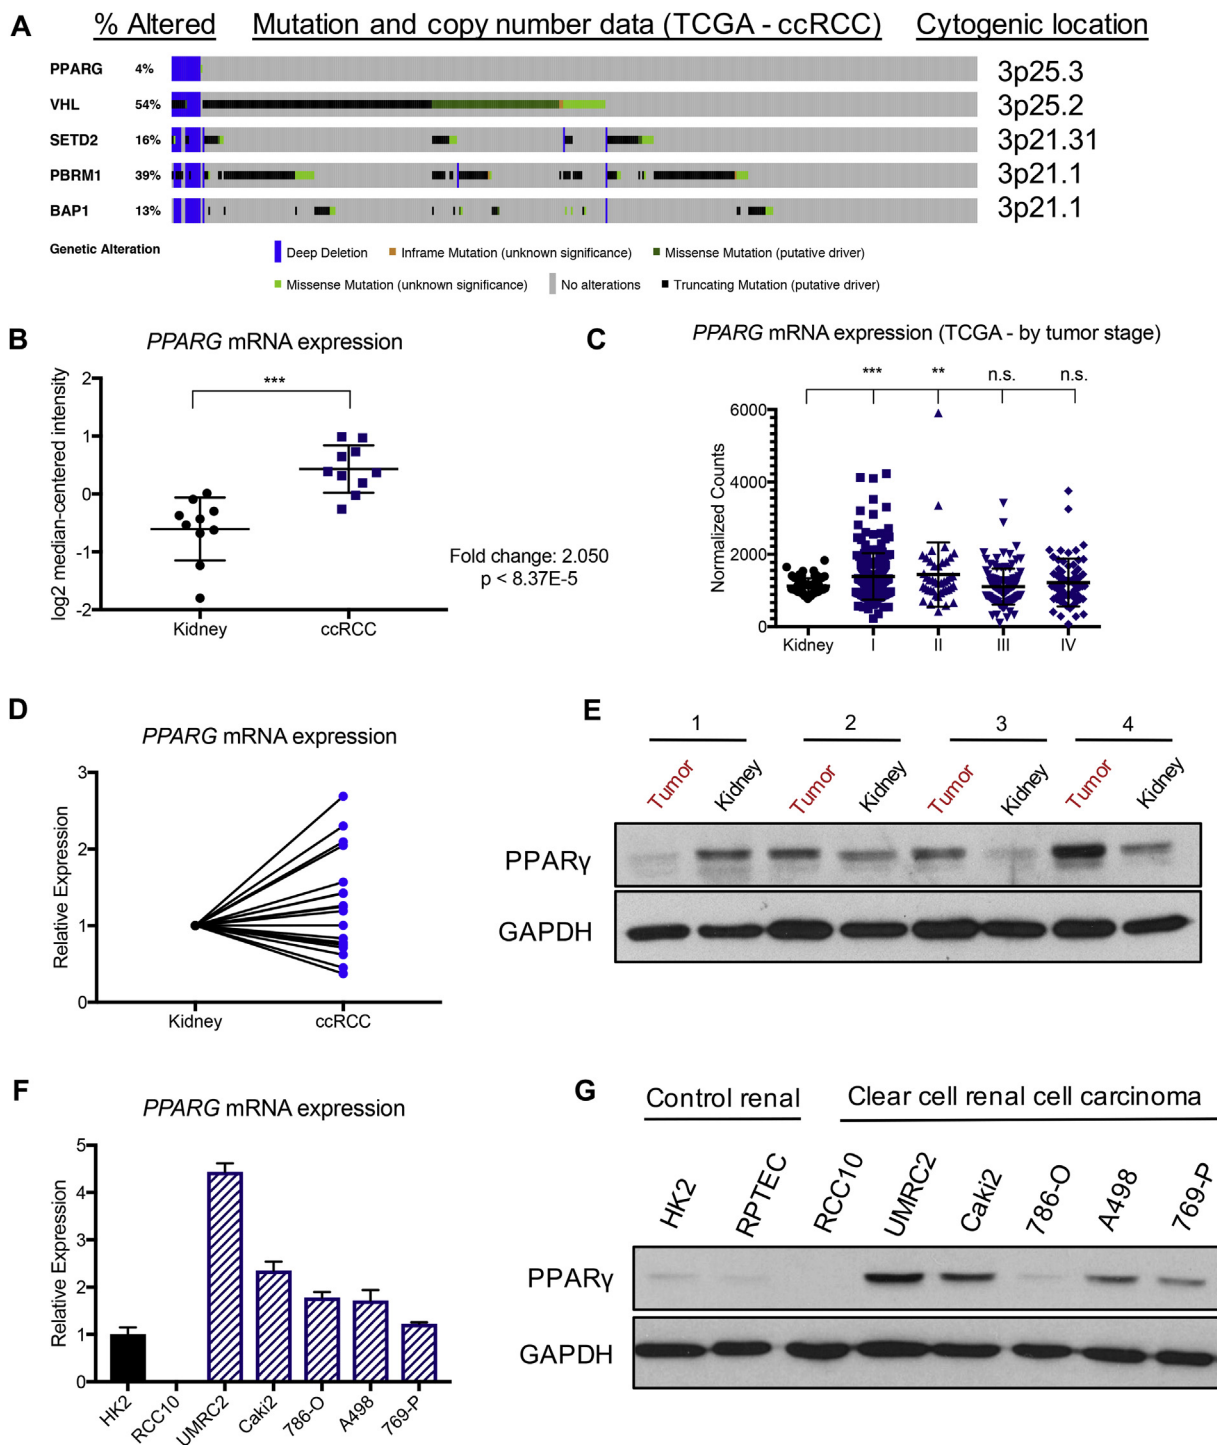 A
% Altered Mutation and copy number data (TCGA - ccRCC) Cytogenic location
PPARG 4% 3p25.3
VHL 54% 3p25.2
SETD2 16% 3p21.31
PBRM1 39% 3p21.1
BAP1 13% 3p21.1
Genetic Alteration Deep Deletion Inframe Mutation (unknown significance) Missense Mutation (putative driver)
Missense Mutation (unknown significance) No alterations Truncating Mutation (putative driver)
B
PPARG mRNA expression
log2 median-centered intensity
2
1
0
-1
-2
***
Kidney ccRCC
Fold change: 2.050
p < 8.37E-5
C
PPARG mRNA expression (TCGA - by tumor stage)
*** ** n.s. n.s.
Normalized Counts
6000
4000
2000
0
Kidney I II III IV
D
PPARG mRNA expression
Relative Expression
3
2
1
0
Kidney ccRCC
E
1 2 3 4
Tumor Kidney Tumor Kidney Tumor Kidney Tumor Kidney
PPARγ
GAPDH
F
PPARG mRNA expression
Relative Expression
5
4
3
2
1
0
HK2 RCC10 UMRC2 Caki2 786-O A498 769-P
G
Control renal Clear cell renal cell carcinoma
HK2 RPTEC RCC10 UMRC2 Caki2 786-O A498 769-P
PPARγ
GAPDH